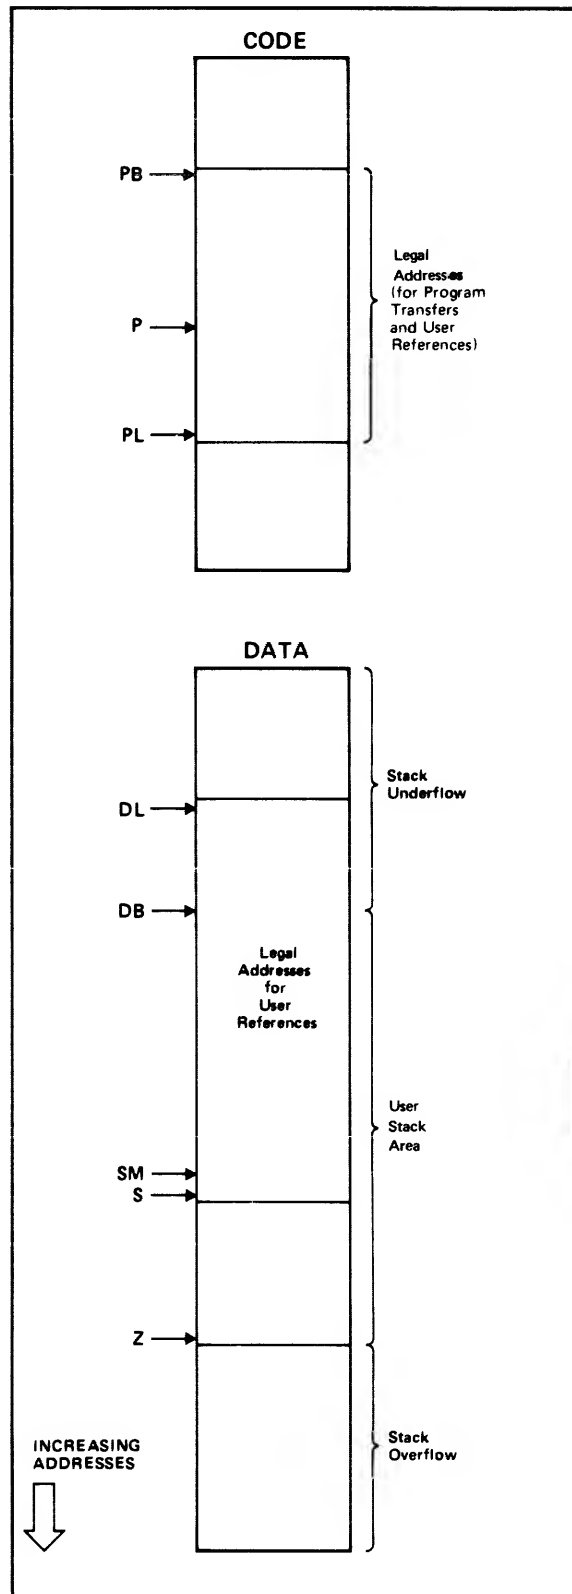 CODE
PB
P
PL
Legal
Addresses
(for Program
Transfers
and User
References)
DATA
DL
DB
SM
S
Z
Stack
Underflow
Legal
Addresses
for
User
References
User
Stack
Area
Stack
Overflow
INCREASING
ADDRESSES